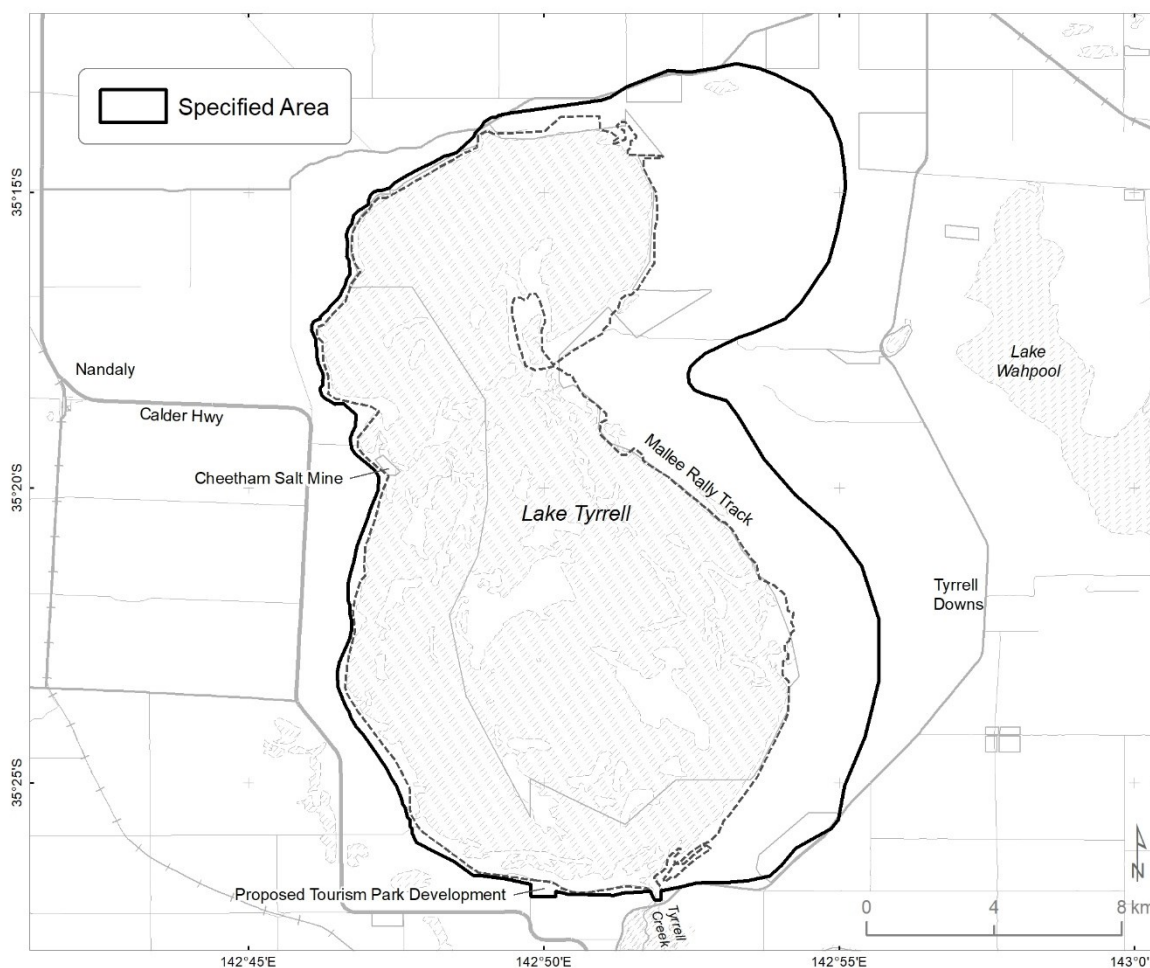 Specified Area
35°15'S
Lake
Wahpool
Nandaly
Calder Hwy
Mallee Rally Track
Cheetham Salt Mine
35°20'S
Lake Tyrrell
Tyrrell
Downs
35°25'S
N
Proposed Tourism Park Development
Tyrrell
Creek
0 4 8 km
142°45'E 142°50'E 142°55'E 143°0'